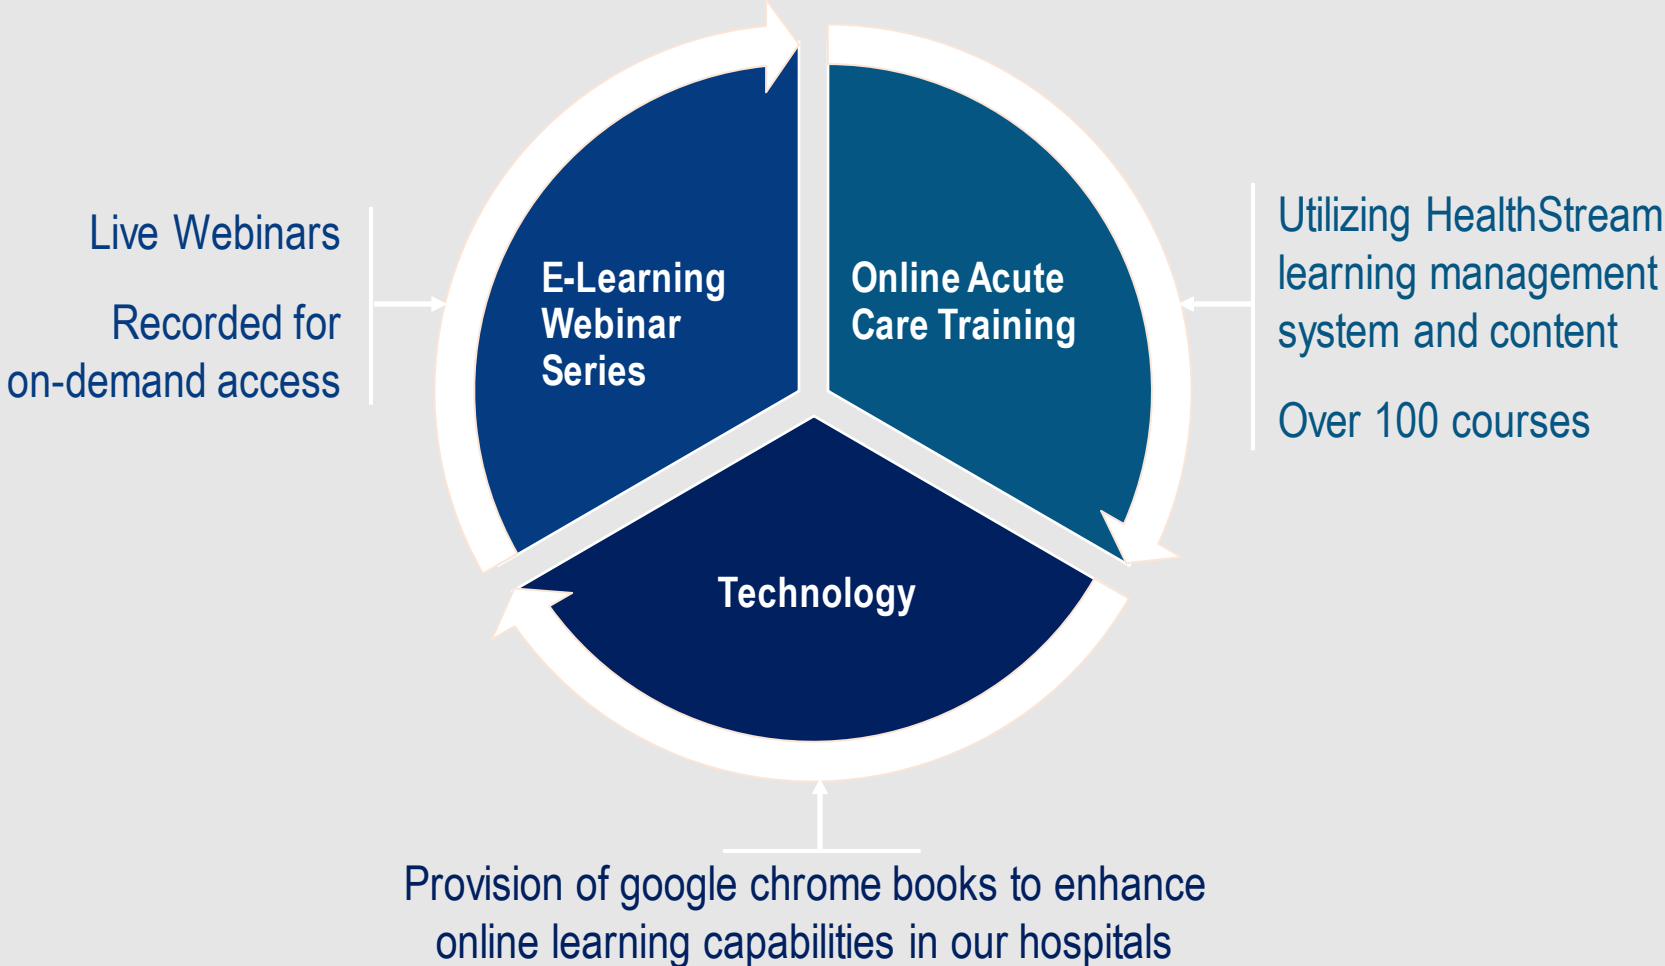 Live Webinars
Recorded for
on-demand access
E-Learning
Webinar
Series
Online Acute
Care Training
Utilizing HealthStream
learning management
system and content
Over 100 courses
Technology
Provision of google chrome books to enhance
online learning capabilities in our hospitals